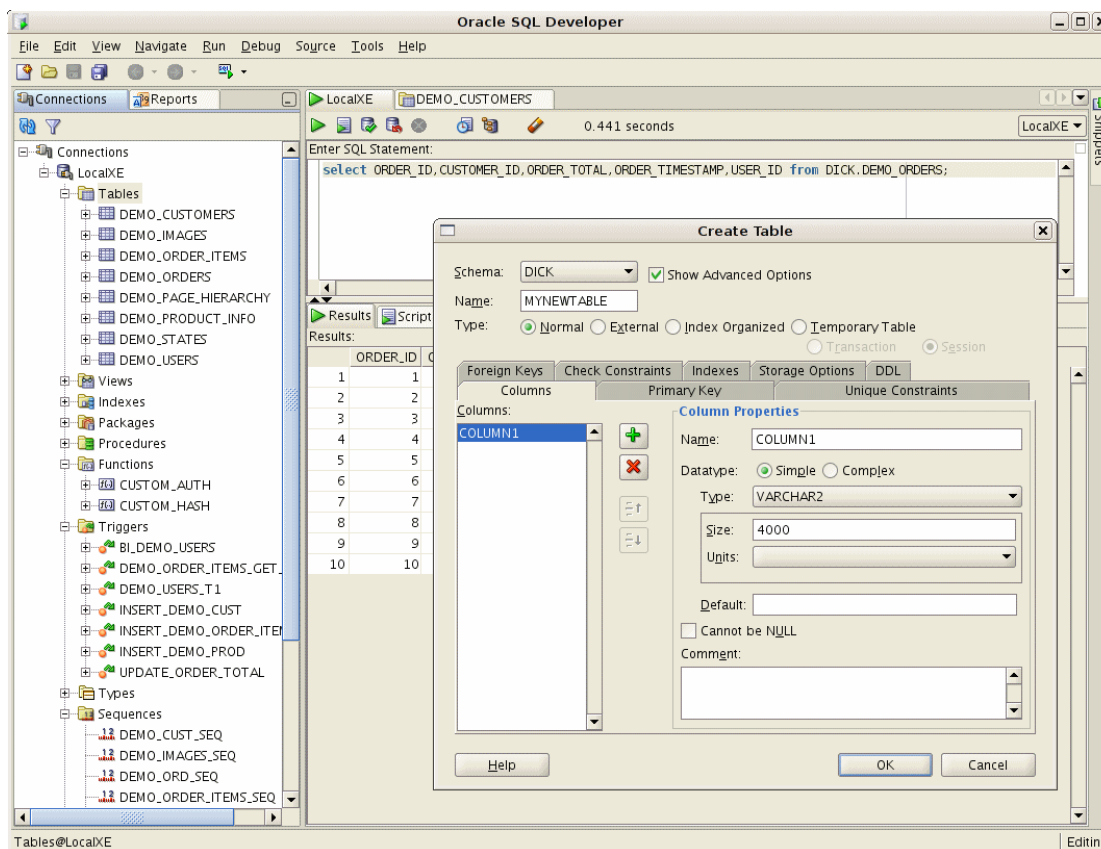 Oracle SQL Developer
File Edit View Navigate Run Debug Source Tools Help
Connections Reports
LocalXE DEMO_CUSTOMERS
0.441 seconds LocalXE
Snippets
Enter SQL Statement:
select ORDER_ID,CUSTOMER_ID,ORDER_TOTAL,ORDER_TIMESTAMP,USER_ID from DICK.DEMO_ORDERS;
Connections
LocalXE
Tables
DEMO_CUSTOMERS
DEMO_IMAGES
DEMO_ORDER_ITEMS
DEMO_ORDERS
DEMO_PAGE_HIERARCHY
DEMO_PRODUCT_INFO
DEMO_STATES
DEMO_USERS
Views
Indexes
Packages
Procedures
Functions
CUSTOM_AUTH
CUSTOM_HASH
Triggers
BI_DEMO_USERS
DEMO_ORDER_ITEMS_GET_
DEMO_USERS_T1
INSERT_DEMO_CUST
INSERT_DEMO_ORDER_ITE
INSERT_DEMO_PROD
UPDATE_ORDER_TOTAL
Types
Sequences
DEMO_CUST_SEQ
DEMO_IMAGES_SEQ
DEMO_ORD_SEQ
DEMO_ORDER_ITEMS_SEQ
Results Script
Results:
ORDER_ID
1 1
2 2
3 3
4 4
5 5
6 6
7 7
8 8
9 9
10 10
Create Table
Schema: DICK Show Advanced Options
Name: MYNEWTABLE
Type: Normal External Index Organized Temporary Table
Transaction Session
Foreign Keys Check Constraints Indexes Storage Options DDL
Columns Primary Key Unique Constraints
Columns:
COLUMN1
Column Properties
Name: COLUMN1
Datatype: Simple Complex
Type: VARCHAR2
Size: 4000
Units:
Default:
Cannot be NULL
Comment:
Help OK Cancel
Tables@LocalXE Editin